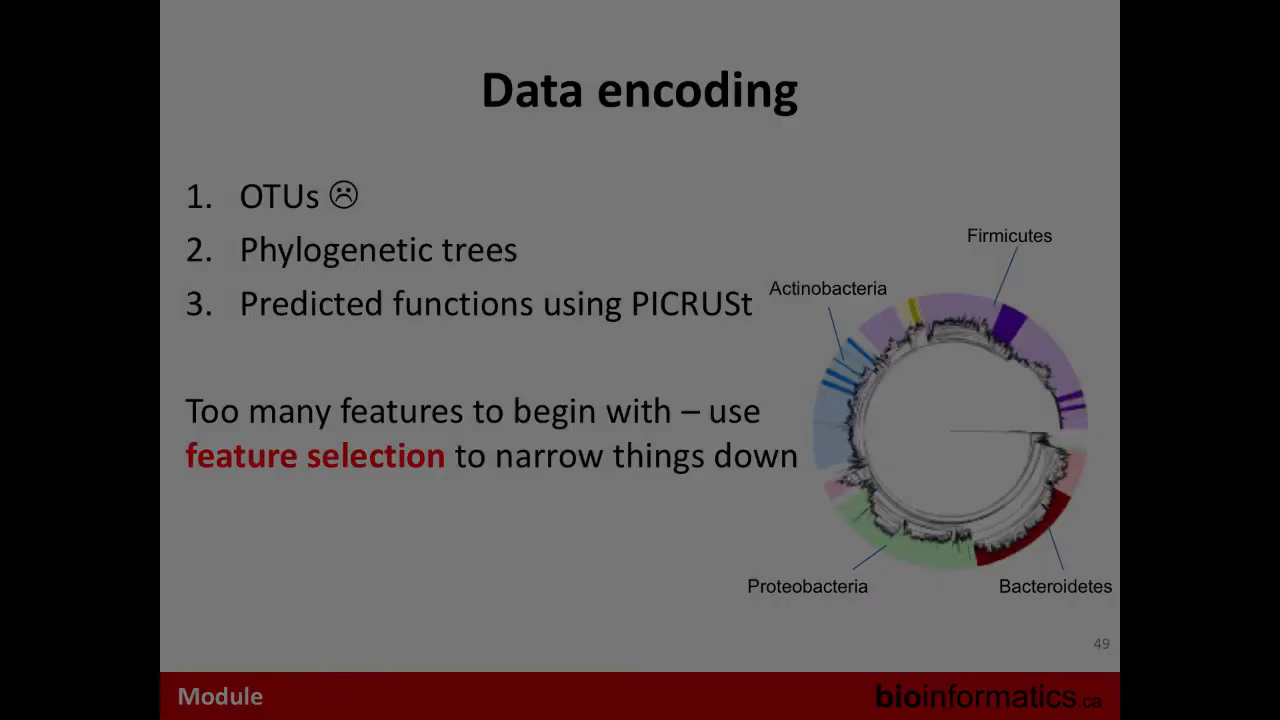 Data encoding
1. OTUs ☹
2. Phylogenetic trees
3. Predicted functions using PICRUSt
Too many features to begin with – use
feature selection to narrow things down
Firmicutes
Actinobacteria
Proteobacteria
Bacteroidetes
49
Module
bioinformatics.ca